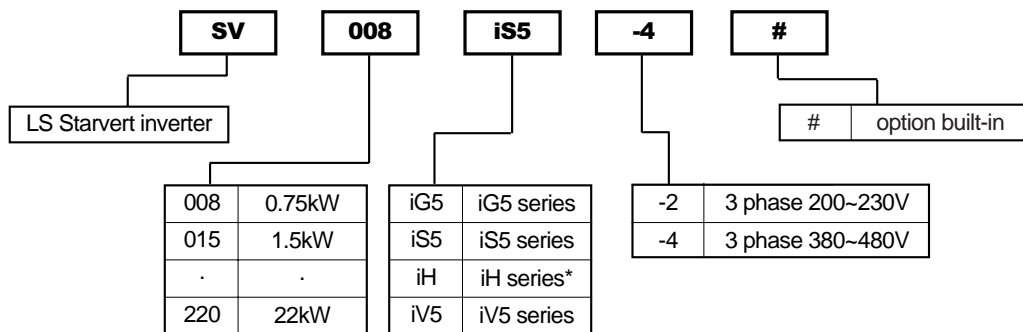 SV 008 iS5 -4 #
LS Starvert inverter
# option built-in
008 0.75kW
015 1.5kW
· ·
220 22kW
iG5 iG5 series
iS5 iS5 series
iH iH series*
iV5 iV5 series
-2 3 phase 200~230V
-4 3 phase 380~480V